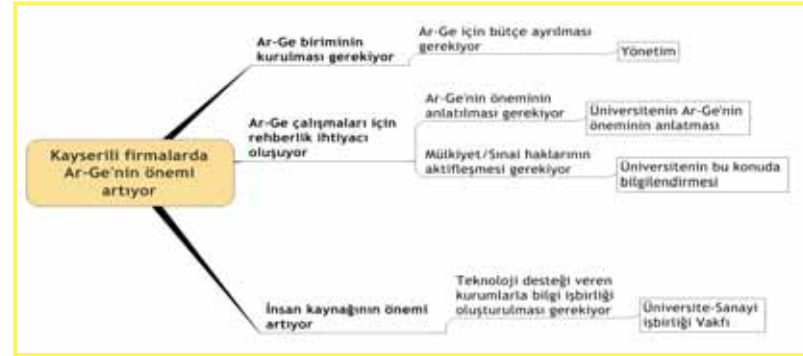 Kayserili firmalarda
Ar-Ge'nin önemi
artıyor
Ar-Ge biriminin
kurulması gerekiyor
Ar-Ge için bütçe ayrılması
gerekiyor
Yönetim
Ar-Ge çalışmaları için
rehberlik ihtiyacı
oluşuyor
Ar-Ge'nin öneminin
anlatılması gerekiyor
Üniversitenin Ar-Ge'nin
öneminin anlatması
Mülkiyet/Sınai haklarının
aktifleşmesi gerekiyor
Üniversitenin bu konuda
bilgilendirmesi
İnsan kaynağının önemi
artıyor
Teknoloji desteği veren
kurumlarla bilgi işbirliği
oluşturulması gerekiyor
Üniversite-Sanayi
işbirliği Vakfı